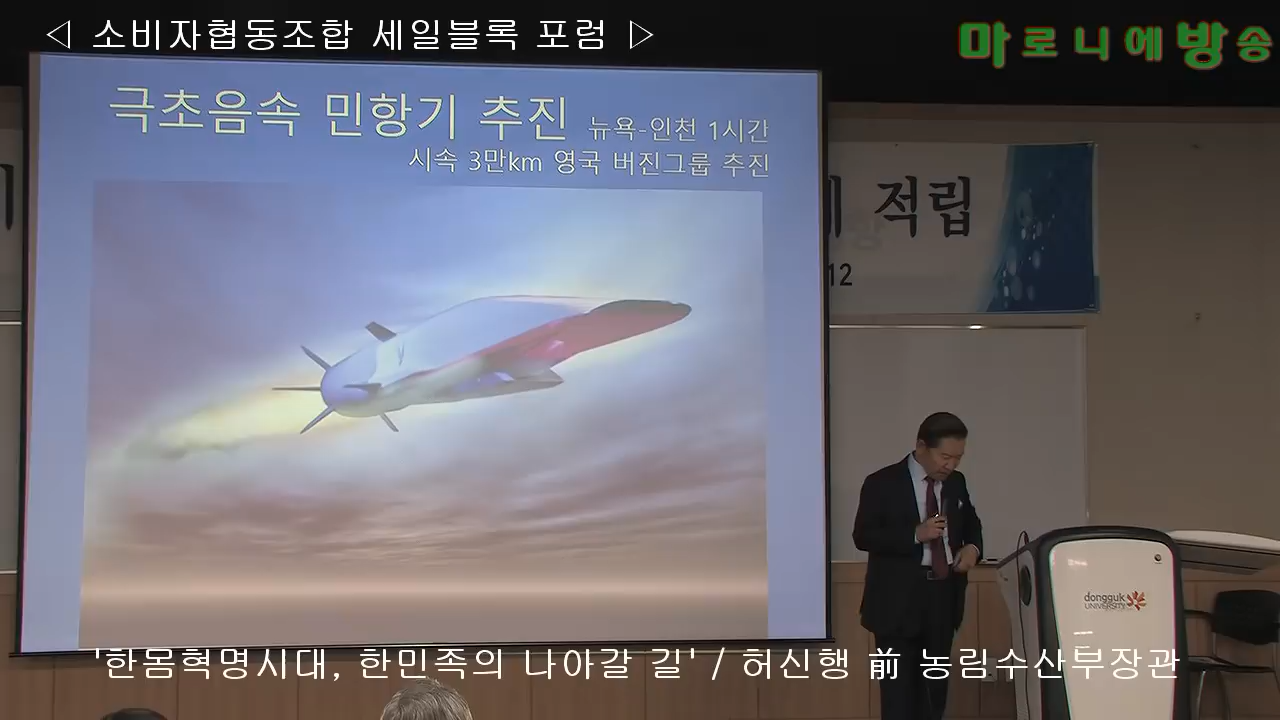 ◁ 소비자협동조합 세일블록 포럼 ▷
마로니에방송
극초음속 민항기 추진 뉴욕-인천 1시간
시속 3만km 영국 버진그룹 추진
적립
12
dongguk
UNIVERSITY
'한몸혁명시대, 한민족의 나아갈 길' / 허신행 前 농림수산부장관